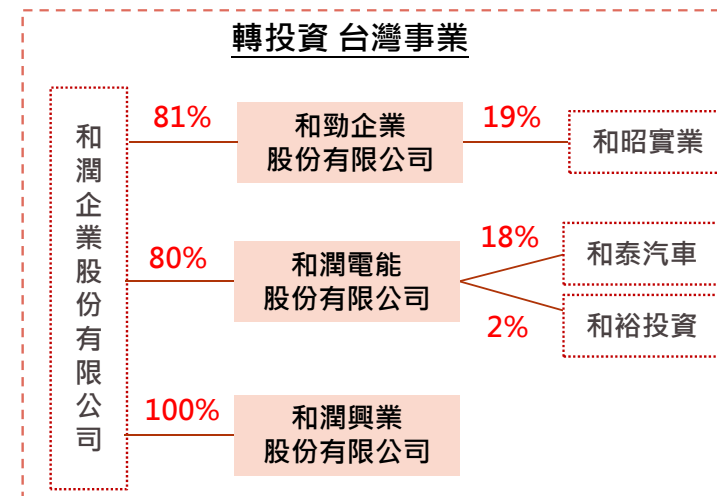 轉投資 台灣事業
和潤企業股份有限公司
81%
和勁企業
股份有限公司
19%
和昭實業
80%
和潤電能
股份有限公司
18%
和泰汽車
2%
和裕投資
100%
和潤興業
股份有限公司